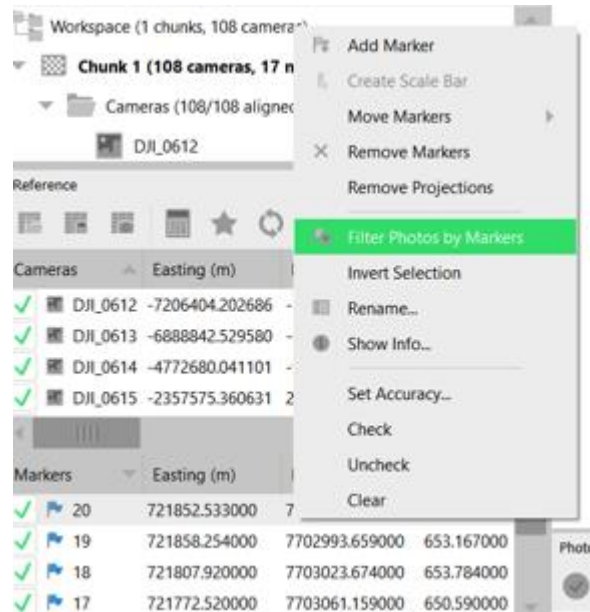 Workspace (1 chunks, 108 cameras)
Chunk 1 (108 cameras, 17 m
Cameras (108/108 aligned
DJI_0612
Reference
Cameras Easting (m)
DJI_0612 -7206404.202686 -
DJI_0613 -6888842.529580 -
DJI_0614 -4772680.041101 -
DJI_0615 -2357575.360631 2
Markers Easting (m)
20 721852.533000 7
19 721858.254000 7702993.659000 653.167000
18 721807.920000 7703023.674000 653.784000
17 721772.520000 7703061.159000 650.590000
Add Marker
Create Scale Bar
Move Markers
Remove Markers
Remove Projections
Filter Photos by Markers
Invert Selection
Rename...
Show Info...
Set Accuracy...
Check
Uncheck
Clear
Photo